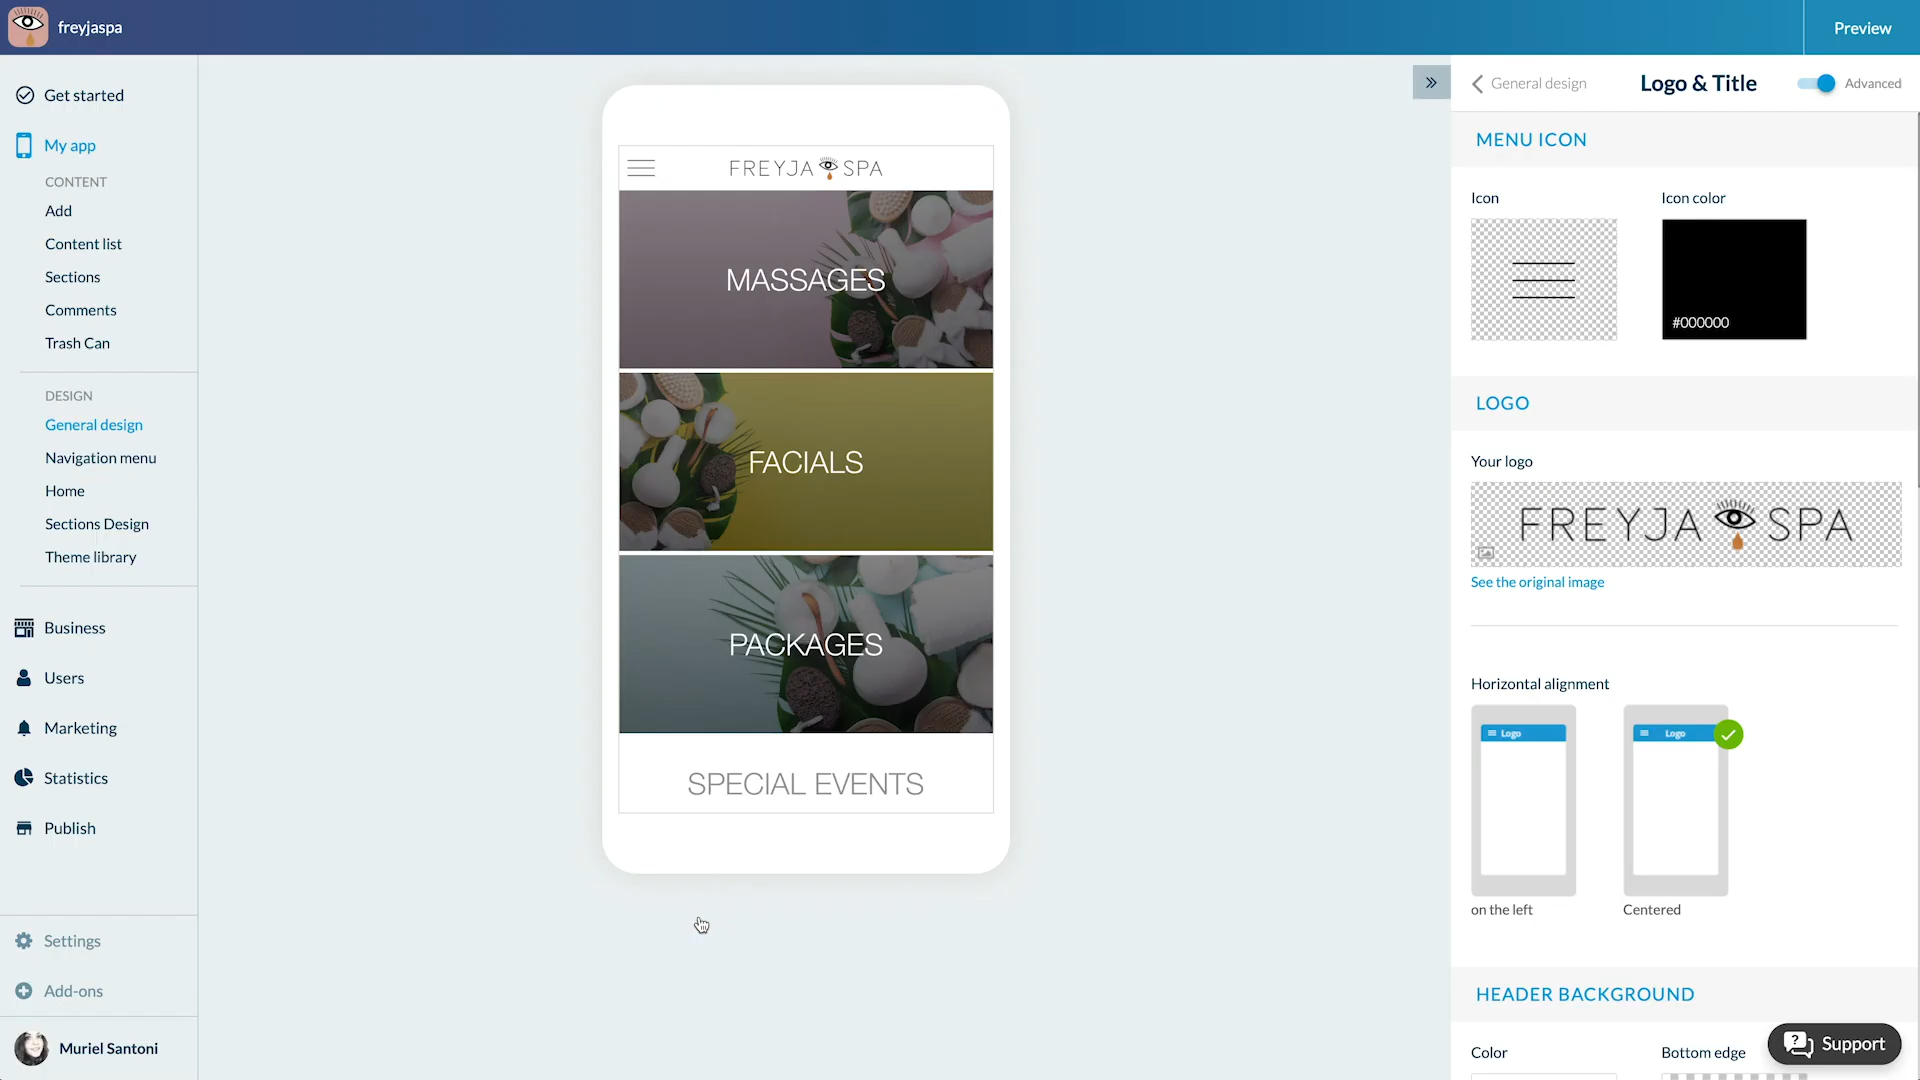 freyjaspa
Preview
Get started
My app
CONTENT
Add
Content list
Sections
Comments
Trash Can
DESIGN
General design
Navigation menu
Home
Sections Design
Theme library
Business
Users
Marketing
Statistics
Publish
Settings
Add-ons
Muriel Santoni
FREYJA SPA
MASSAGES
FACIALS
PACKAGES
SPECIAL EVENTS
General design
Logo & Title
Advanced
MENU ICON
Icon
Icon color
#000000
LOGO
Your logo
FREYJA SPA
See the original image
Horizontal alignment
Logo
Logo
on the left
Centered
HEADER BACKGROUND
Color
Bottom edge
Support